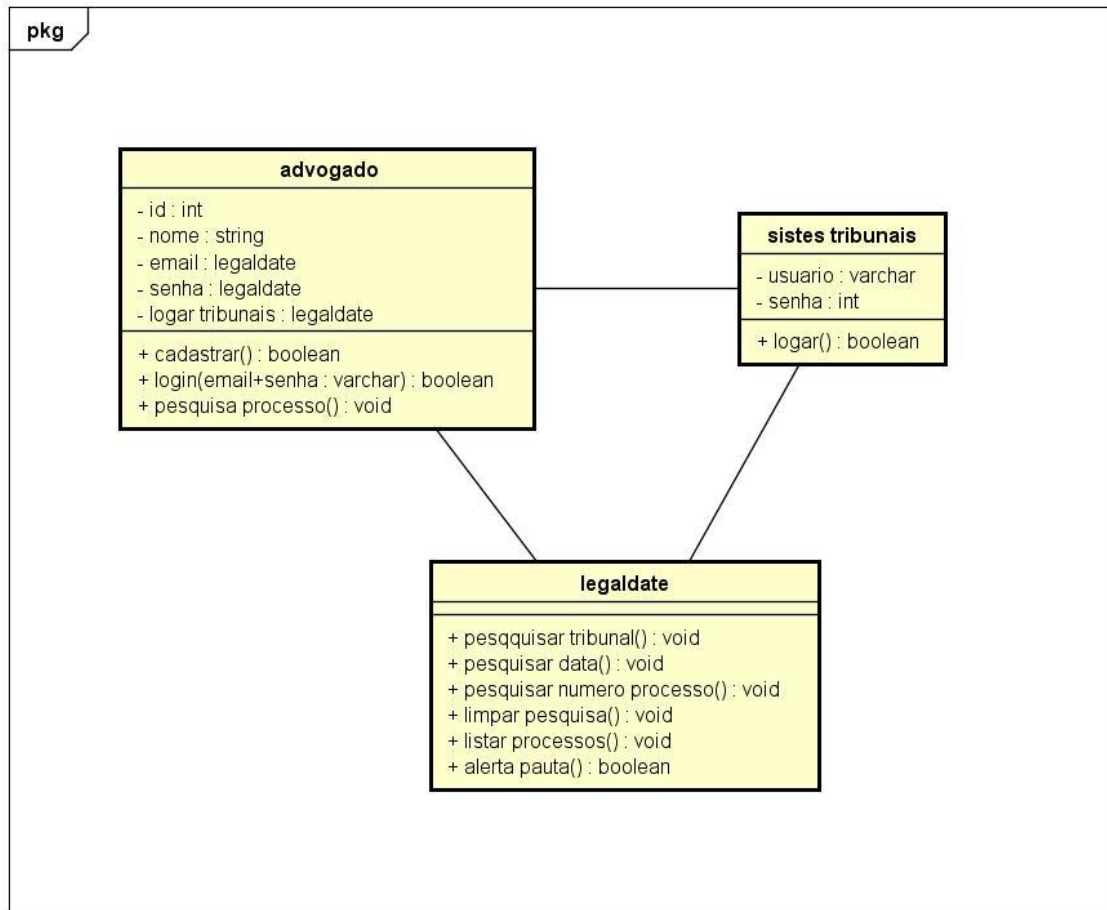 pkg
advogado
- id : int
- nome : string
- email : legaldate
- senha : legaldate
- logar tribunais : legaldate
+ cadastrar() : boolean
+ login(email+senha : varchar) : boolean
+ pesquisa processo() : void
sistes tribunais
- usuario : varchar
- senha : int
+ logar() : boolean
legaldate
+ pesqquisar tribunal() : void
+ pesquisar data() : void
+ pesquisar numero processo() : void
+ limpar pesquisa() : void
+ listar processos() : void
+ alerta pauta() : boolean